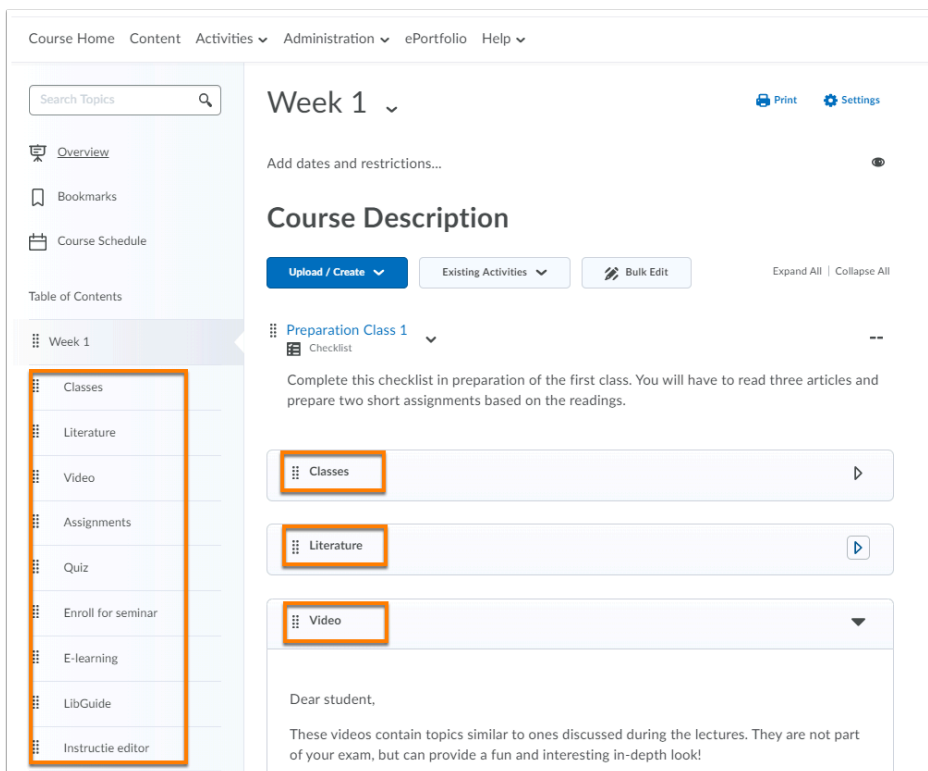 Course Home Content Activities Administration ePortfolio Help
Search Topics
Overview
Bookmarks
Course Schedule
Table of Contents
Week 1
Classes
Literature
Video
Assignments
Quiz
Enroll for seminar
E-learning
LibGuide
Instructie editor
Week 1
Print Settings
Add dates and restrictions...
Course Description
Upload / Create Existing Activities Bulk Edit Expand All | Collapse All
Preparation Class 1
--
Checklist
Complete this checklist in preparation of the first class. You will have to read three articles and
prepare two short assignments based on the readings.
Classes
Literature
Video
Dear student,
These videos contain topics similar to ones discussed during the lectures. They are not part
of your exam, but can provide a fun and interesting in-depth look!